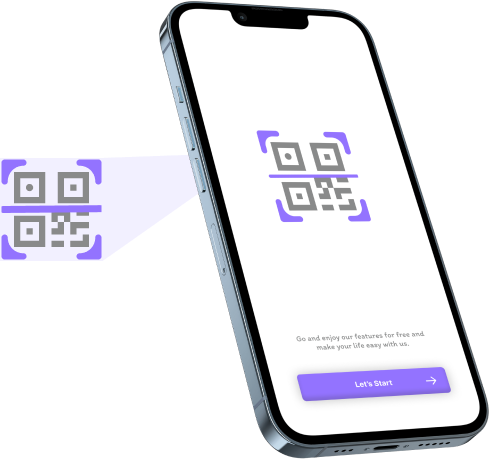 Go and enjoy our features for free and
make your life easy with us.
Let's Start